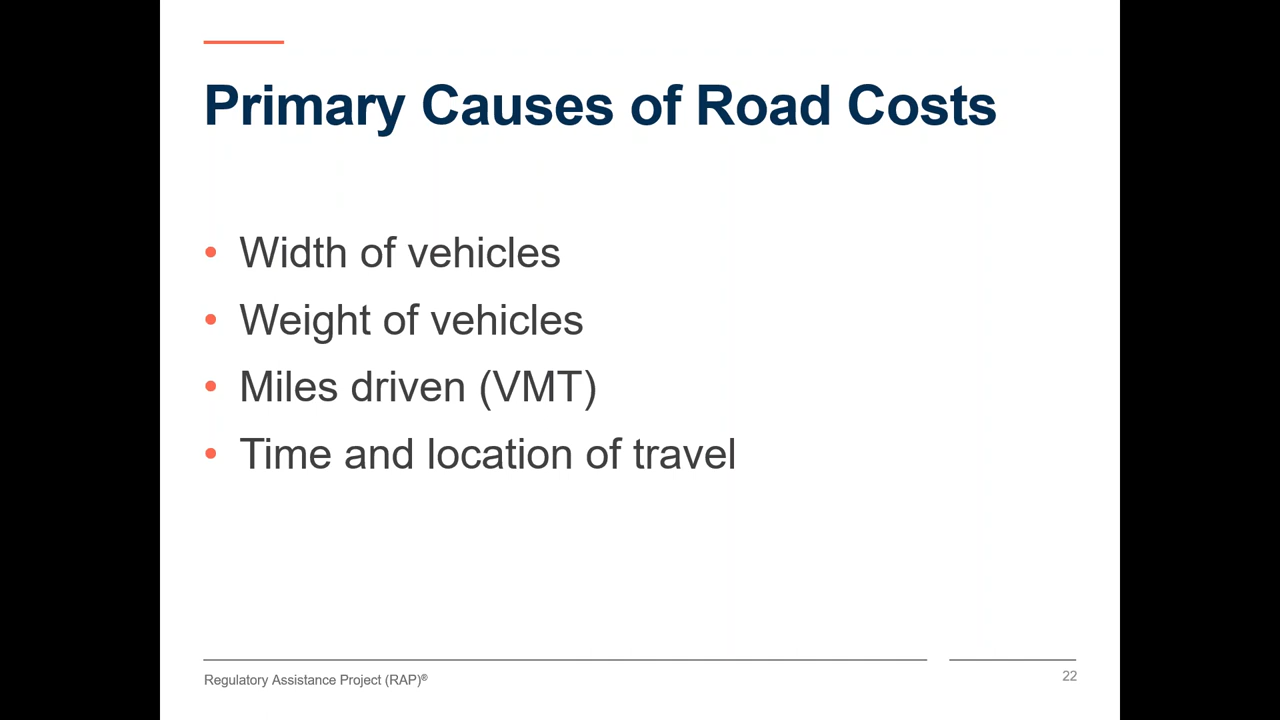 Primary Causes of Road Costs
• Width of vehicles
• Weight of vehicles
• Miles driven (VMT)
• Time and location of travel
Regulatory Assistance Project (RAP)®
22